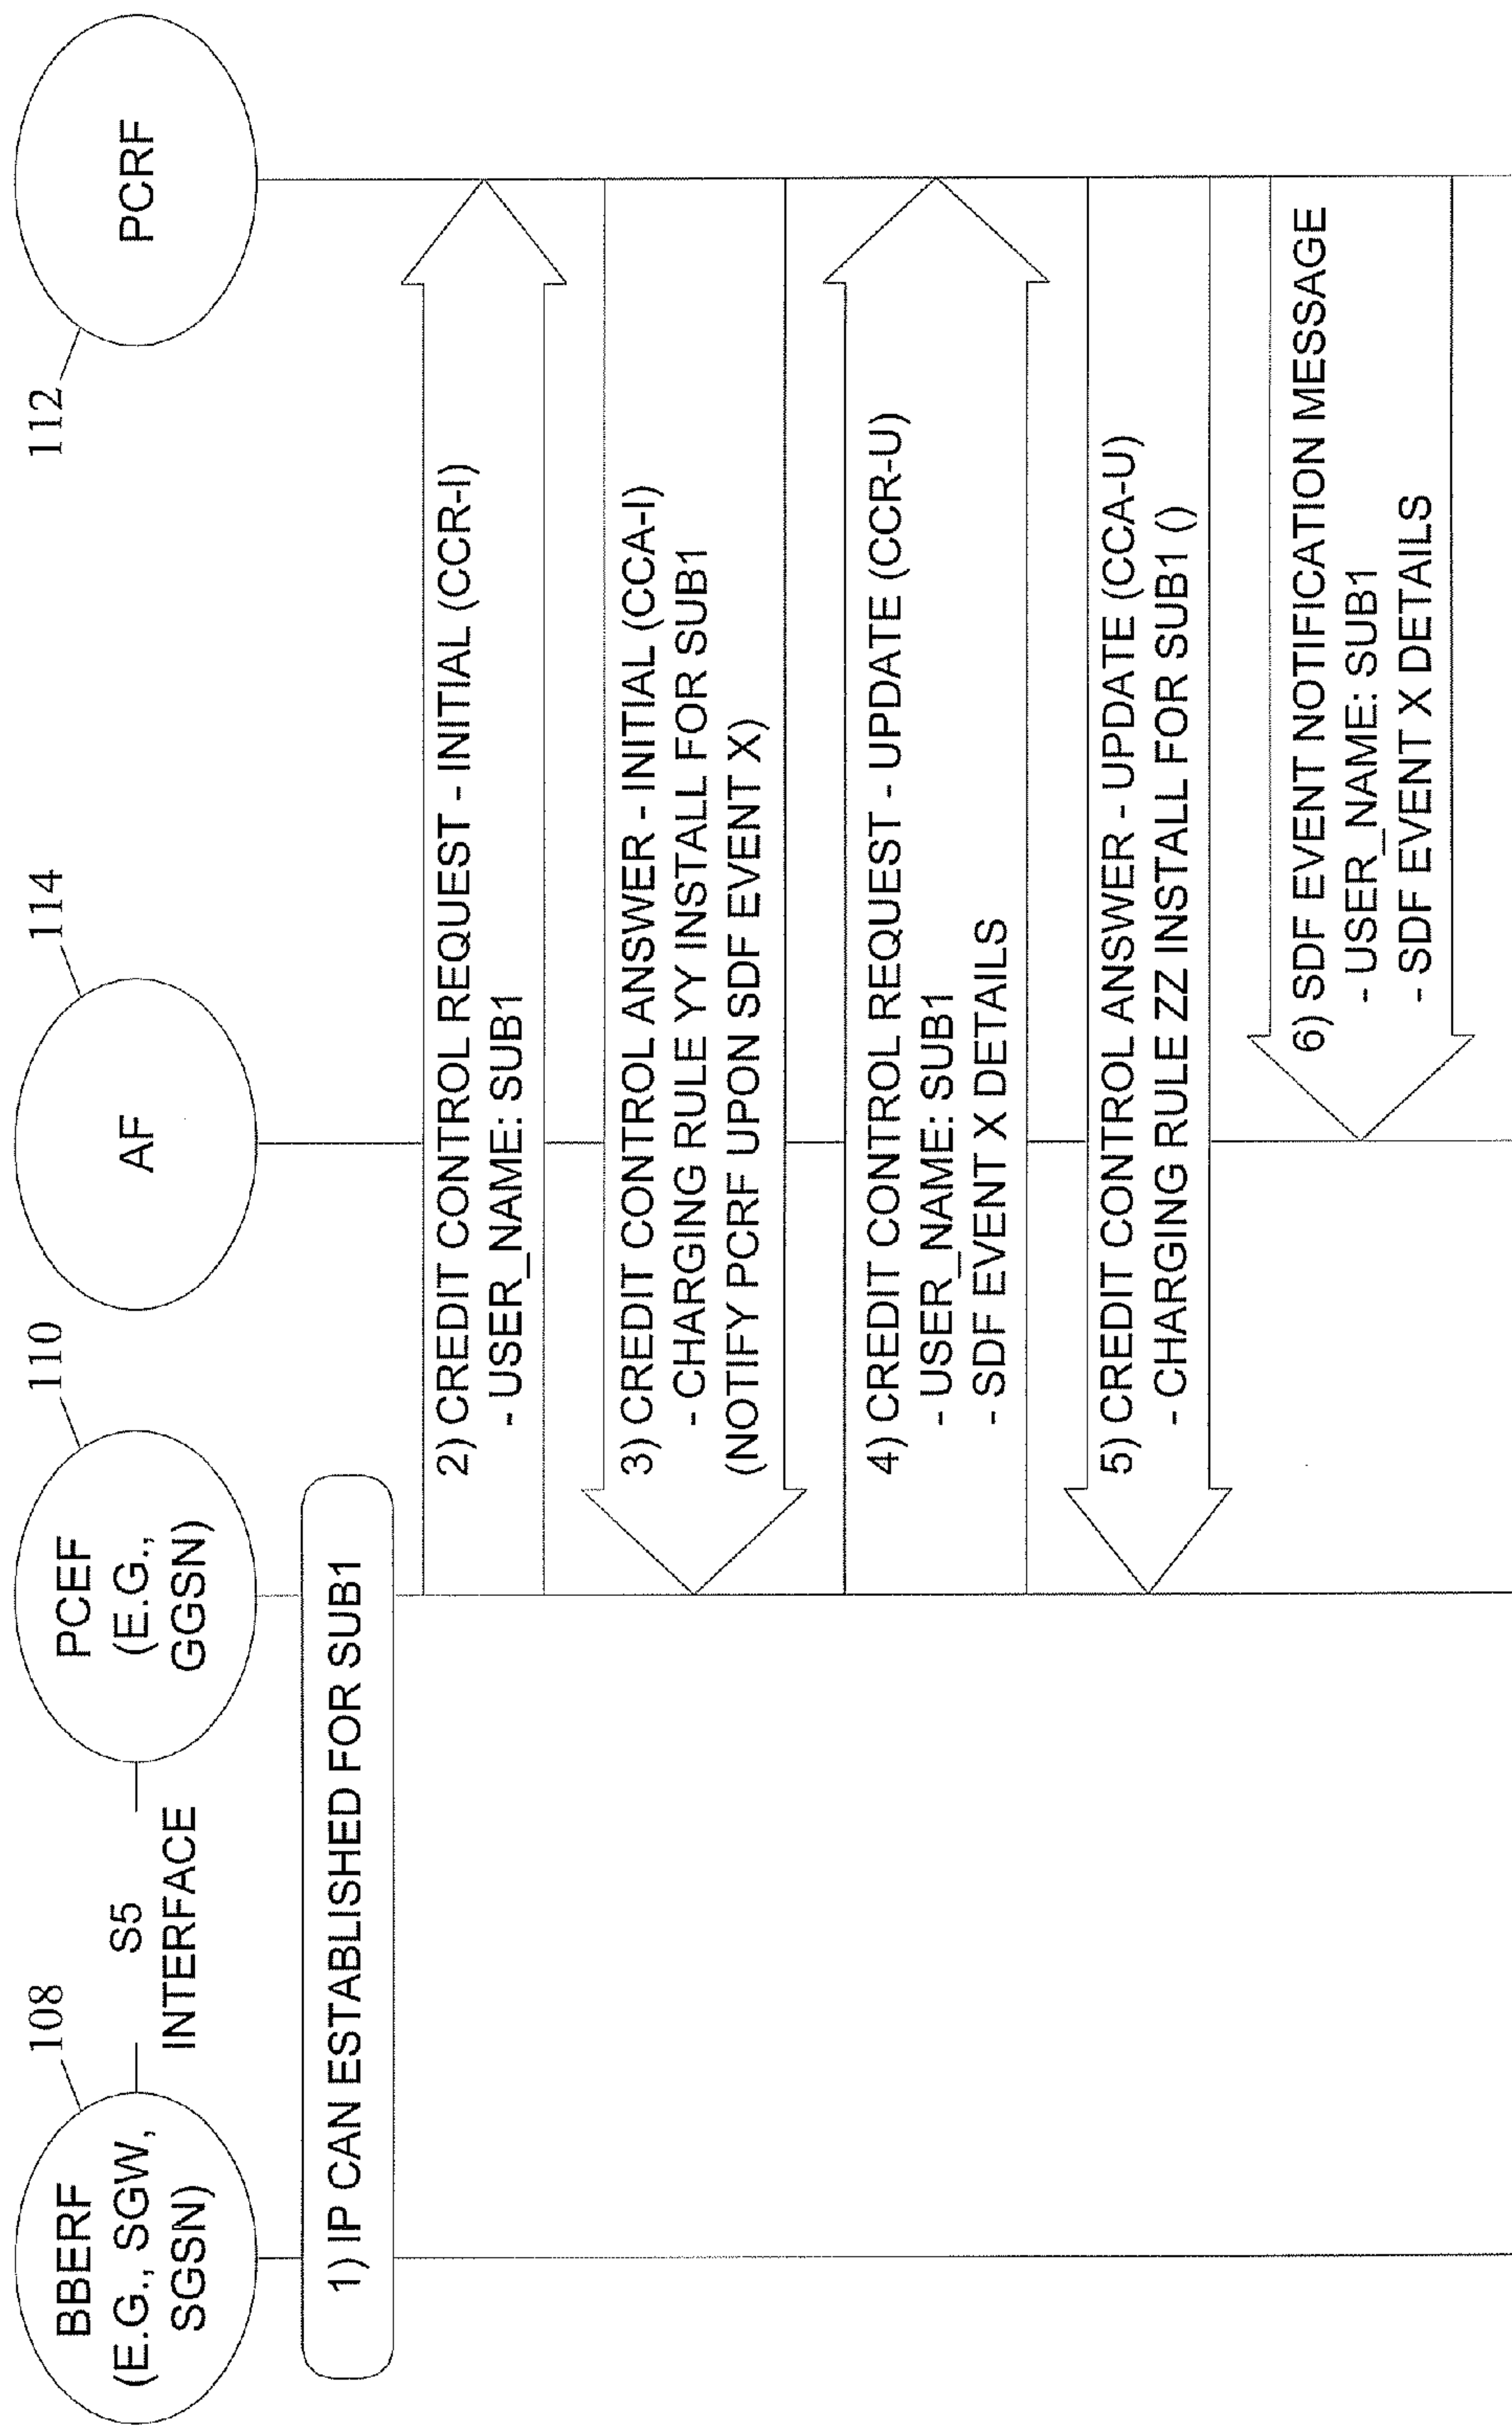 108
110
114
112
BBERF
(E.G., SGW,
SGSN)
S5
INTERFACE
PCEF
(E.G.,
GGSN)
AF
PCRF
1) IP CAN ESTABLISHED FOR SUB1
2) CREDIT CONTROL REQUEST - INITIAL (CCR-I)
- USER_NAME: SUB1
3) CREDIT CONTROL ANSWER - INITIAL (CCA-I)
- CHARGING RULE YY INSTALL FOR SUB1
(NOTIFY PCRF UPON SDF EVENT X)
4) CREDIT CONTROL REQUEST - UPDATE (CCR-U)
- USER_NAME: SUB1
- SDF EVENT X DETAILS
5) CREDIT CONTROL ANSWER - UPDATE (CCA-U)
- CHARGING RULE ZZ INSTALL FOR SUB1 ()
6) SDF EVENT NOTIFICATION MESSAGE
- USER_NAME: SUB1
- SDF EVENT X DETAILS